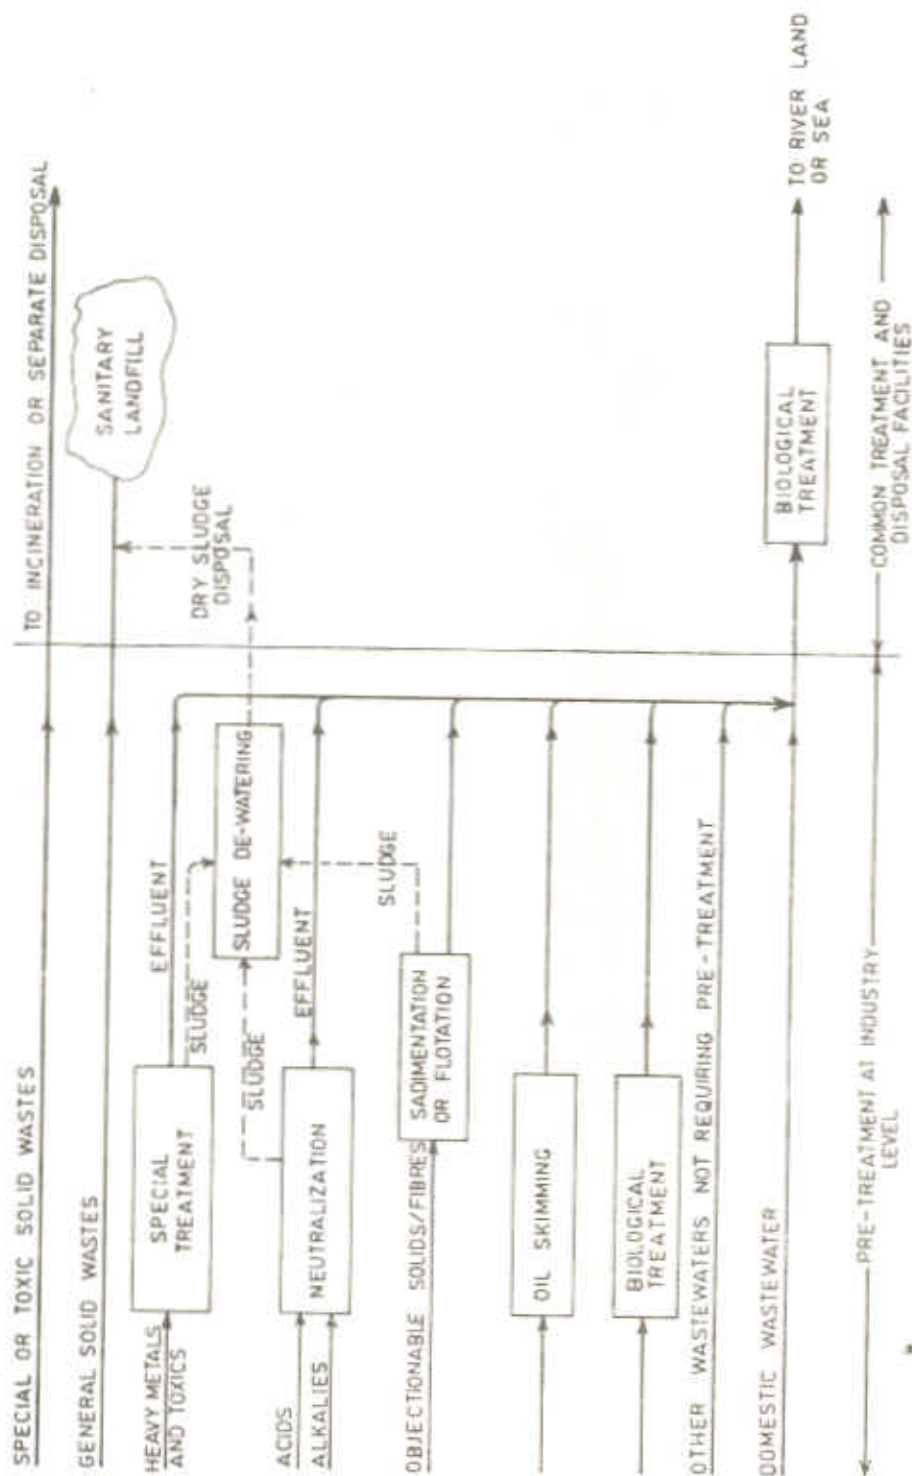 SPECIAL OR TOXIC SOLID WASTES
TO INCINERATION OR SEPARATE DISPOSAL
GENERAL SOLID WASTES
SANITARY
LANDFILL
HEAVY METALS
AND TOXICS
SPECIAL
TREATMENT
EFFLUENT
SLUDGE
SLUDGE DE-WATERING
DRY SLUDGE
DISPOSAL
ACIDS
ALKALIES
NEUTRALIZATION
SLUDGE
EFFLUENT
OBJECTIONABLE SOLIDS/FIBRES
SADIMENTATION
OR FLOTATION
SLUDGE
OIL SKIMMING
BIOLOGICAL
TREATMENT
OTHER WASTEWATERS NOT REQUIRING PRE-TREATMENT
DOMESTIC WASTEWATER
BIOLOGICAL
TREATMENT
TO RIVER LAND
OR SEA
PRE-TREATMENT AT INDUSTRY
LEVEL
COMMON TREATMENT AND
DISPOSAL FACILITIES